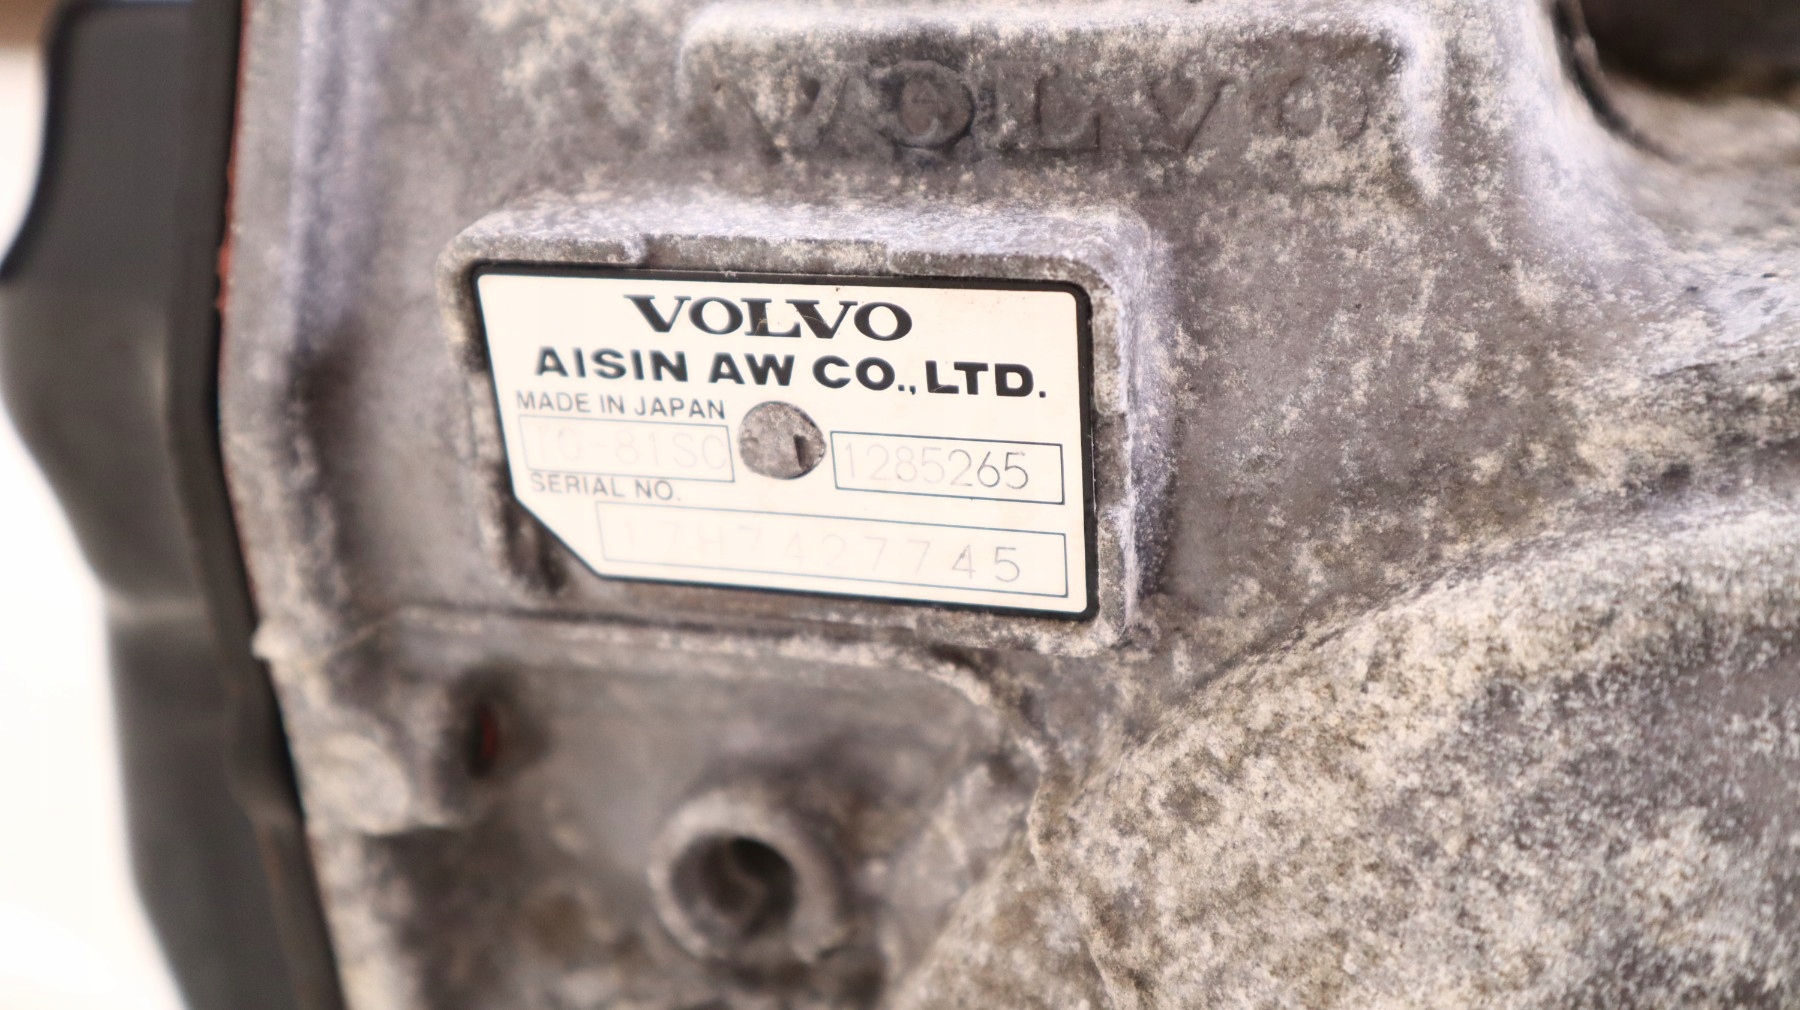 VOLVO
VOLVO
AISIN AW CO., LTD.
MADE IN JAPAN
TG-81SC 1285265
SERIAL NO.
17H7427745